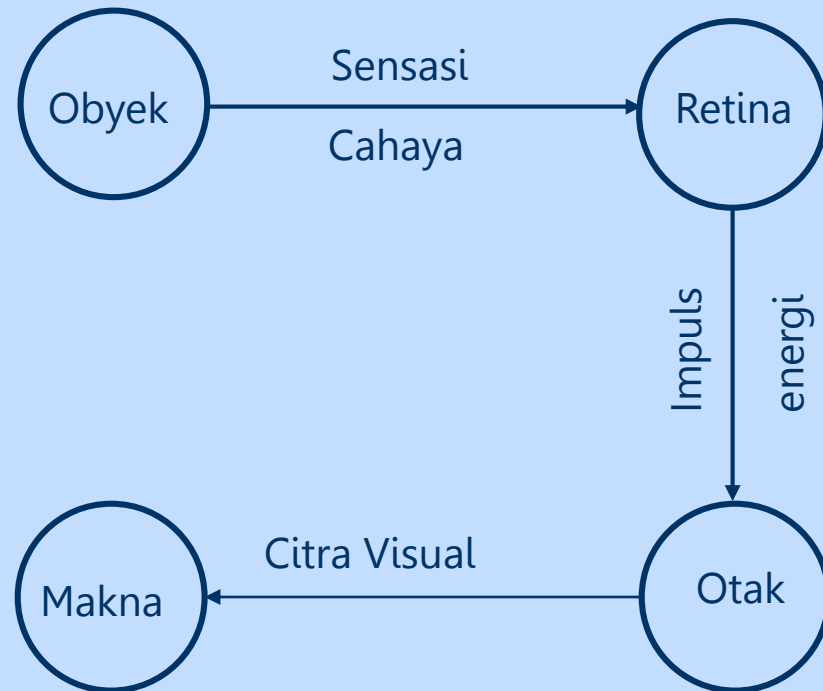 Sensasi
Obyek
Retina
Cahaya
Impuls
energi
Citra Visual
Makna
Otak